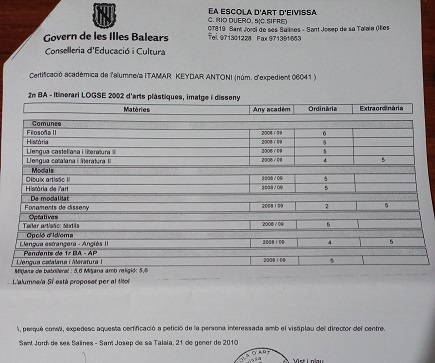 Govern de les Illes Balears
Conselleria d'Educació i Cultura
EA ESCOLA D'ART D'EIVISSA
C. RIO DUERO, 5(C.SIFRE)
07819 Sant Jordi de ses Salines - Sant Josep de sa Talaia (Illes
Tel. 971301228 Fax 971391653
Certificació acadèmica de l'alumne/a ITAMAR KEYDAR ANTONI (núm. d'expedient 06041 )
2n BA - Itinerari LOGSE 2002 d'arts plàstiques, imatge i disseny
Matèries Any acadèm Ordinària Extraordinària
Comunes
Filosofia II 2008 / 09 6
Història 2008 / 09 5
Llengua castellana i literatura II 2008 / 09 5
Llengua catalana i literatura II 2008 / 09 4 5
Modals
Dibuix artístic II 2008 / 09 5
Història de l'art 2008 / 09 5
De modalitat
Fonaments de disseny 2008 / 09 2 5
Optatives
Taller artístic: tèxtils 2008 / 09 5
Opció d'Idioma
Llengua estrangera - Anglès II 2008 / 09 4 5
Pendents de 1r BA - AP
Llengua catalana i literatura I 2008 / 09 5
Mitjana de batxillerat : 5,6 Mitjana amb religió: 5,6
L'alumne/a SÍ està proposat per al títol
I, perquè consti, expedesc aquesta certificació a petició de la persona interessada amb el vistiplau del director del centre.
Sant Jordi de ses Salines - Sant Josep de sa Talaia, 21 de gener de 2010
Vist i plau